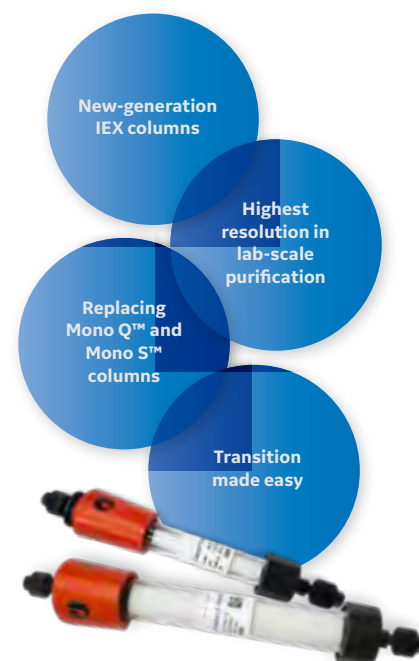 New-generation
IEX columns
Highest
resolution in
lab-scale
purification
Replacing
Mono Q™ and
Mono S™
columns
Transition
made easy